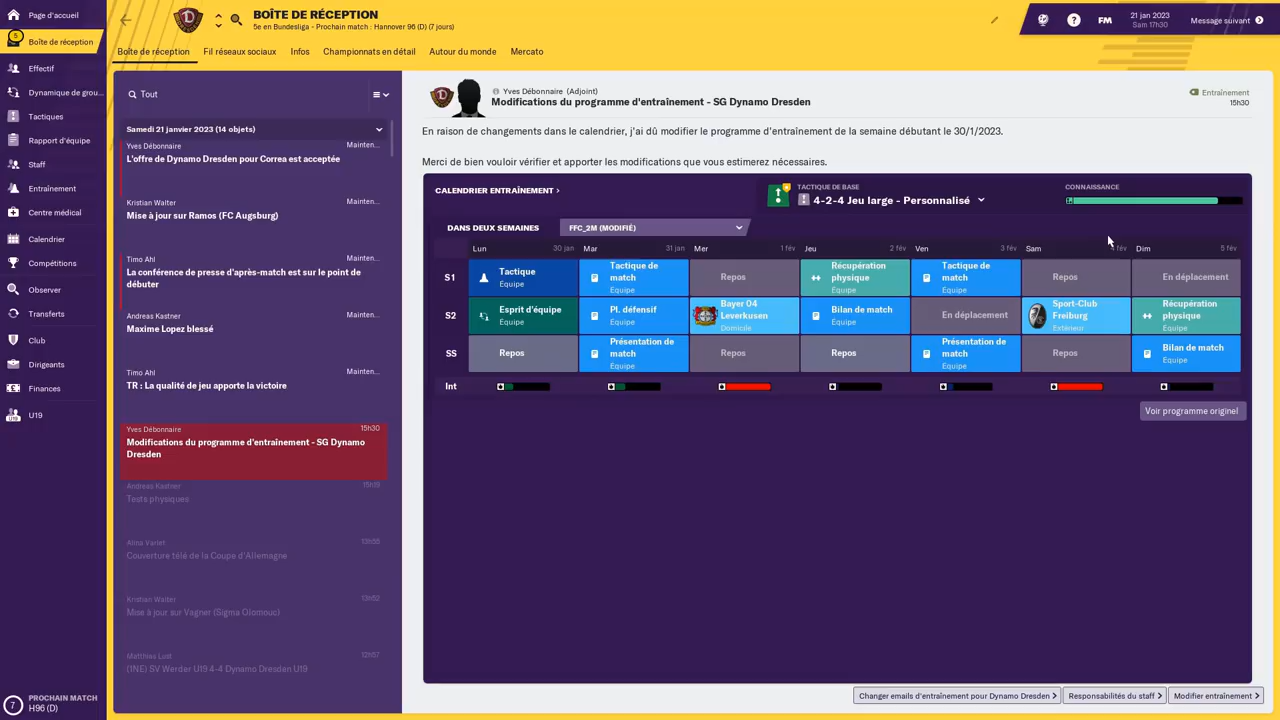 Page d'accueil
5
Boîte de réception
Effectif
Dynamique de grou...
Tactiques
Rapport d'équipe
Staff
Entraînement
Centre médical
Calendrier
Compétitions
Observer
Transferts
Club
Dirigeants
Finances
U19
7
PROCHAIN MATCH
H96 (D)
BOÎTE DE RÉCEPTION
5e en Bundesliga - Prochain match : Hannover 96 (D) (7 jours)
?
FM
21 jan 2023
Sam 17h30
Message suivant
Boîte de réception
Fil réseaux sociaux
Infos
Championnats en détail
Autour du monde
Mercato
Tout
Samedi 21 janvier 2023 (14 objets)
Yves Débonnaire
Mainten...
L'offre de Dynamo Dresden pour Correa est acceptée
Kristian Walter
Mainten...
Mise à jour sur Ramos (FC Augsburg)
Timo Ahl
Mainten...
La conférence de presse d'après-match est sur le point de
débuter
Andreas Kastner
Mainten...
Maxime Lopez blessé
Timo Ahl
Mainten...
TR : La qualité de jeu apporte la victoire
Yves Débonnaire
15h30
Modifications du programme d'entraînement - SG Dynamo
Dresden
Andreas Kastner
Tests physiques
Couverture télé de la Coupe d'Allemagne
Kristian Walter
13h52
Mise à jour sur Vagner (Sigma Olomouc)
12h57
(1NE) SV Werder U19 4-4 Dynamo Dresden U19
Yves Débonnaire (Adjoint)
Modifications du programme d'entraînement - SG Dynamo Dresden
Entraînement
15h30
En raison de changements dans le calendrier, j'ai dû modifier le programme d'entraînement de la semaine débutant le 30/1/2023.
Merci de bien vouloir vérifier et apporter les modifications que vous estimerez nécessaires.
CALENDRIER ENTRAÎNEMENT >
TACTIQUE DE BASE
4-2-4 Jeu large - Personnalisé
CONNAISSANCE
DANS DEUX SEMAINES
FFC_2M (MODIFIÉ)
Lun 30 jan Mar 31 jan Mer 1 fév Jeu 2 fév Ven 3 fév Sam 4 fév Dim 5 fév
S1
Tactique
Équipe
Tactique de
match
Équipe
Repos
Récupération
physique
Équipe
Tactique de
match
Équipe
Repos
En déplacement
S2
Esprit d'équipe
Équipe
Pl. défensif
Équipe
Bayer 04
Leverkusen
Domicile
Bilan de match
Équipe
En déplacement
Sport-Club
Freiburg
Extérieur
Récupération
physique
Équipe
SS
Repos
Présentation de
match
Équipe
Repos
Repos
Présentation de
match
Équipe
Repos
Bilan de match
Équipe
Int
Voir programme originel
Changer emails d'entraînement pour Dynamo Dresden >
Responsabilités du staff >
Modifier entraînement >